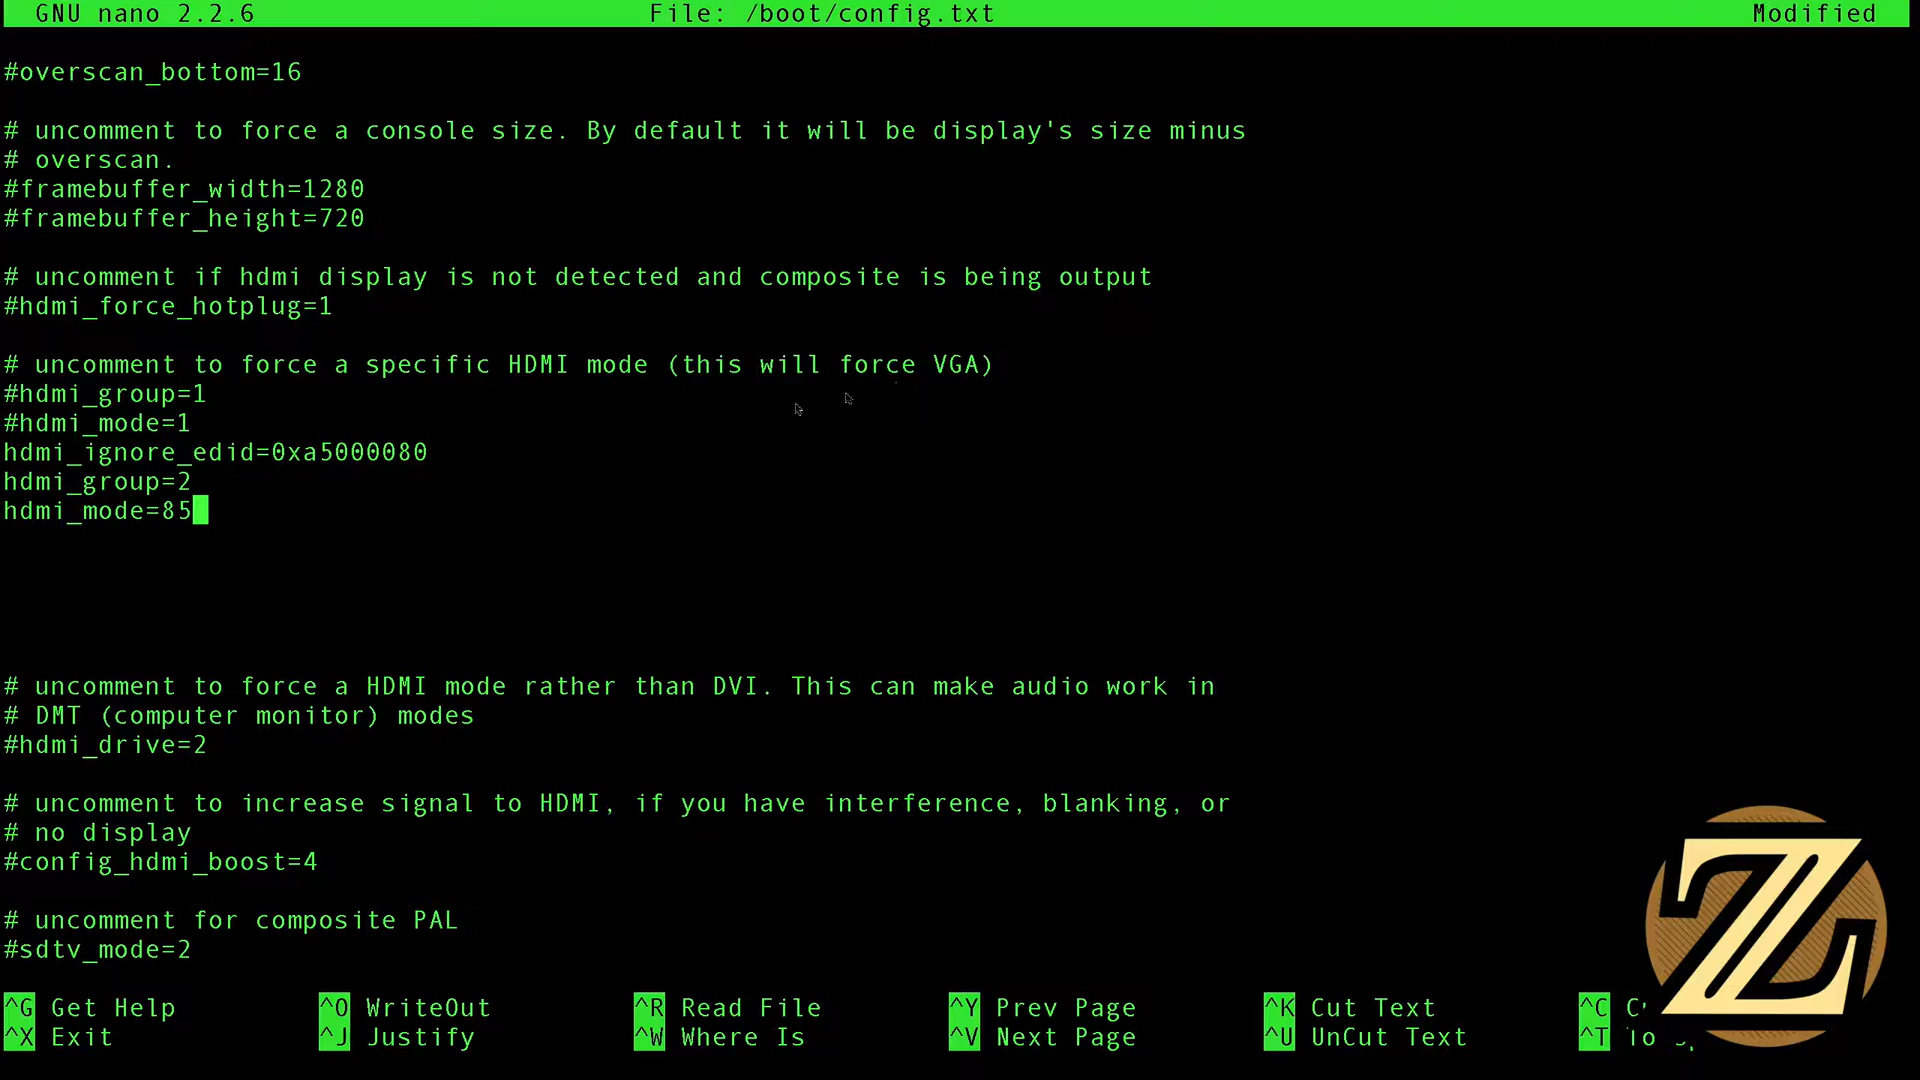 GNU nano 2.2.6 File: /boot/config.txt Modified
#overscan_bottom=16
# uncomment to force a console size. By default it will be display's size minus
# overscan.
#framebuffer_width=1280
#framebuffer_height=720
# uncomment if hdmi display is not detected and composite is being output
#hdmi_force_hotplug=1
# uncomment to force a specific HDMI mode (this will force VGA)
#hdmi_group=1
#hdmi_mode=1
hdmi_ignore_edid=0xa5000080
hdmi_group=2
hdmi_mode=85
# uncomment to force a HDMI mode rather than DVI. This can make audio work in
# DMT (computer monitor) modes
#hdmi_drive=2
# uncomment to increase signal to HDMI, if you have interference, blanking, or
# no display
#config_hdmi_boost=4
# uncomment for composite PAL
#sdtv_mode=2
^G Get Help ^O WriteOut ^R Read File ^Y Prev Page ^K Cut Text ^C
^X Exit ^J Justify ^W Where Is ^V Next Page ^U UnCut Text ^T To
Z